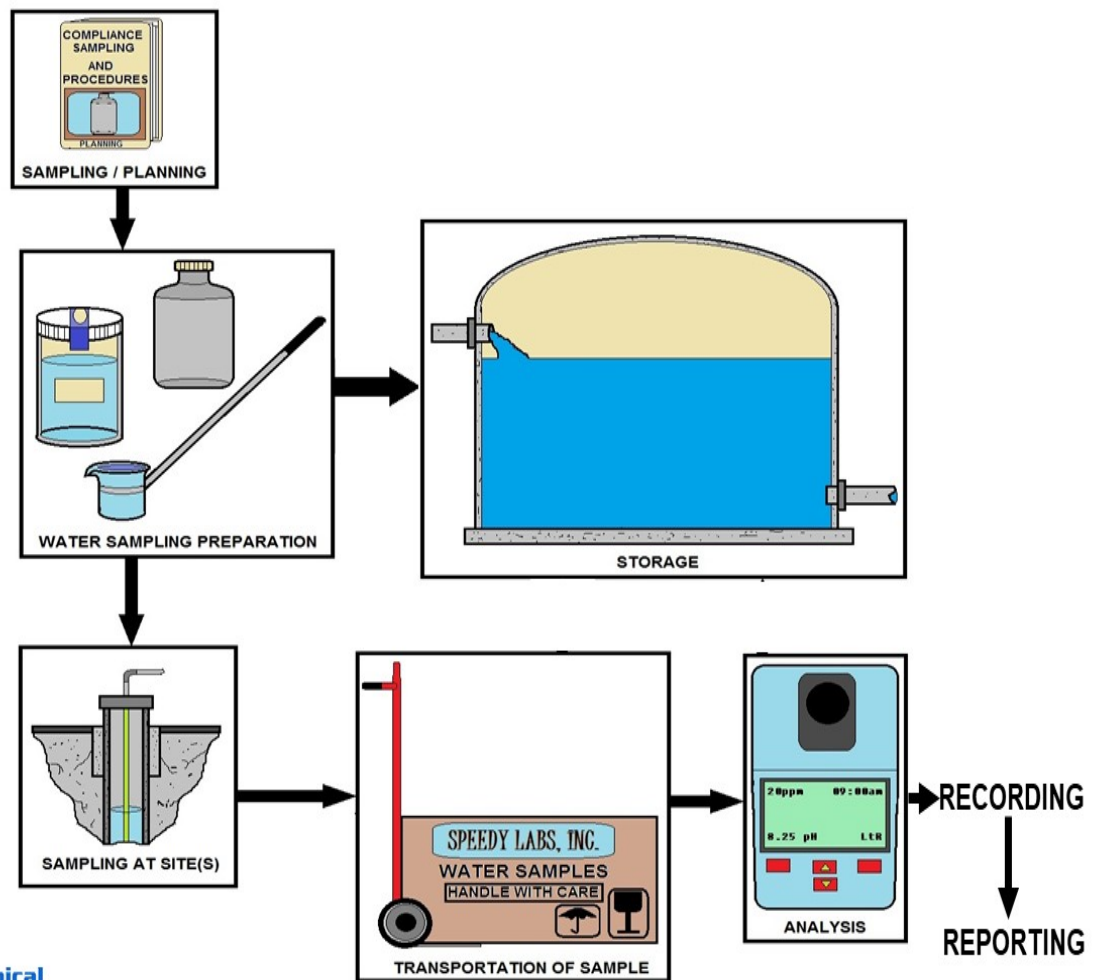 COMPLIANCE
SAMPLING
AND
PROCEDURES
PLANNING
SAMPLING / PLANNING
WATER SAMPLING PREPARATION
STORAGE
SAMPLING AT SITE(S)
SPEEDY LABS, INC.
WATER SAMPLES
HANDLE WITH CARE
TRANSPORTATION OF SAMPLE
20ppm 09:00am
8.25 pH LtR
ANALYSIS
RECORDING
REPORTING